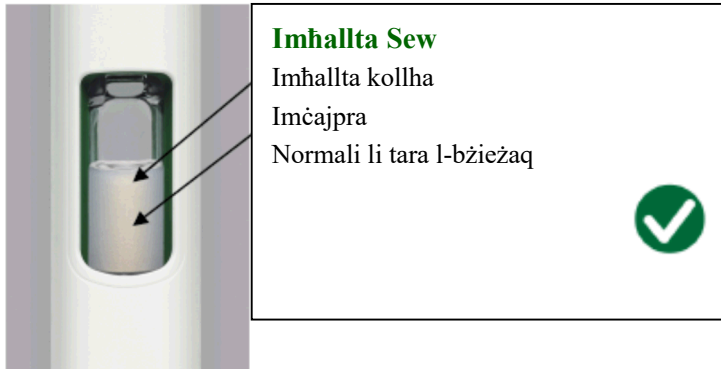 Imħallta Sew
Imħallta kollha
Imċajpra
Normali li tara l-bżieżaq